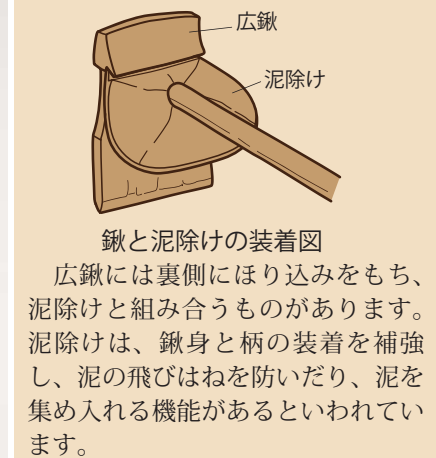 広鍬
泥除け
鍬と泥除けの装着図
　広鍬には裏側にほり込みをもち、
泥除けと組み合うものがあります。
泥除けは、鍬身と柄の装着を補強
し、泥の飛びはねを防いだり、泥を
集め入れる機能があるといわれてい
ます。